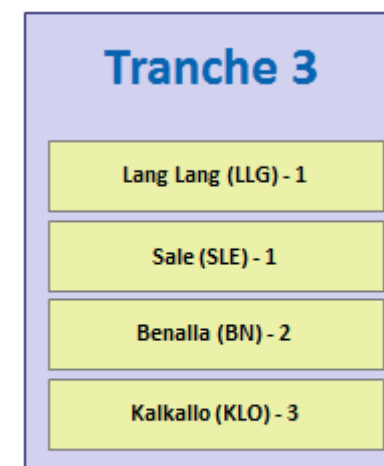 Tranche 3
Lang Lang (LLG) - 1
Sale (SLE) - 1
Benalla (BN) - 2
Kalkallo (KLO) - 3